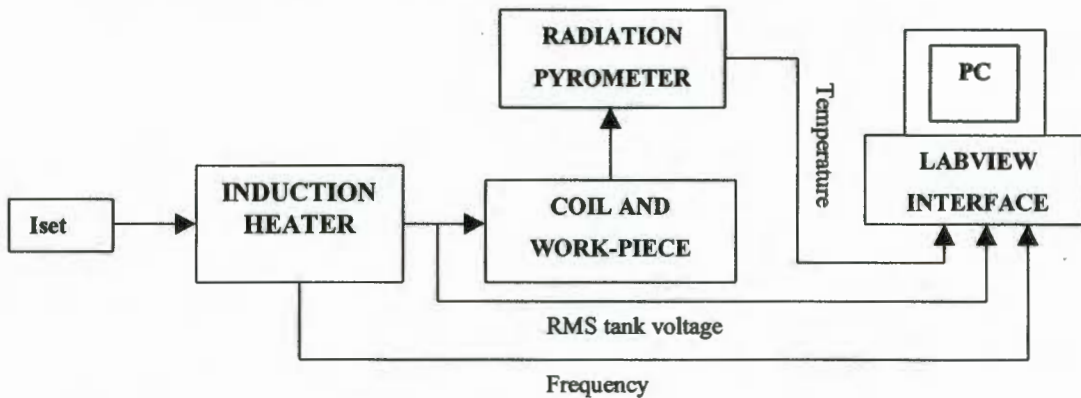 RADIATION
PYROMETER
PC
Temperature
LABVIEW
INTERFACE
INDUCTION
HEATER
COIL AND
WORK-PIECE
Iset
RMS tank voltage
Frequency